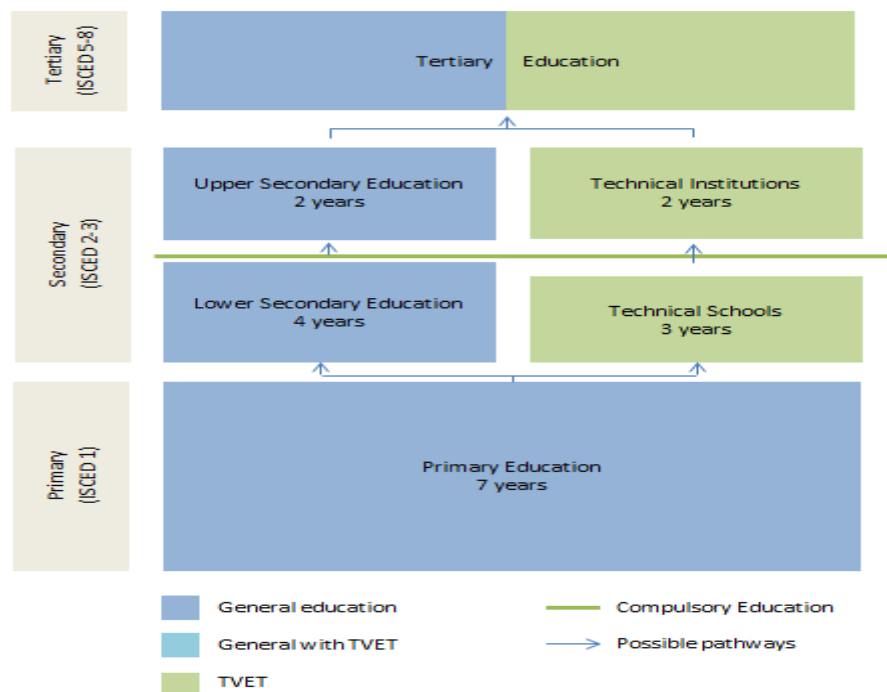 Tertiary
(ISCED 5-8)
Tertiary Education
Secondary
(ISCED 2-3)
Upper Secondary Education
2 years
Technical Institutions
2 years
Lower Secondary Education
4 years
Technical Schools
3 years
Primary
(ISCED 1)
Primary Education
7 years
General education
Compulsory Education
General with TVET
Possible pathways
TVET